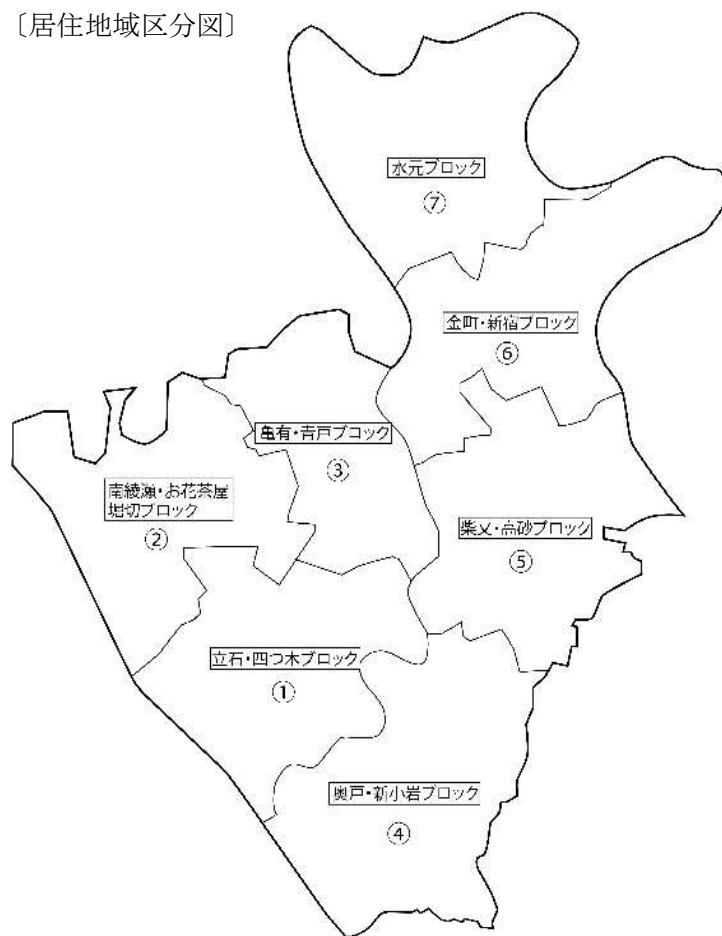 〔居住地域区分図〕
水元ブロック
⑦
金町・新宿ブロック
⑥
亀有・青戸ブロック
③
南綾瀬・お花茶屋
堀切ブロック
②
柴又・高砂ブロック
⑤
立石・四つ木ブロック
①
奥戸・新小岩ブロック
④